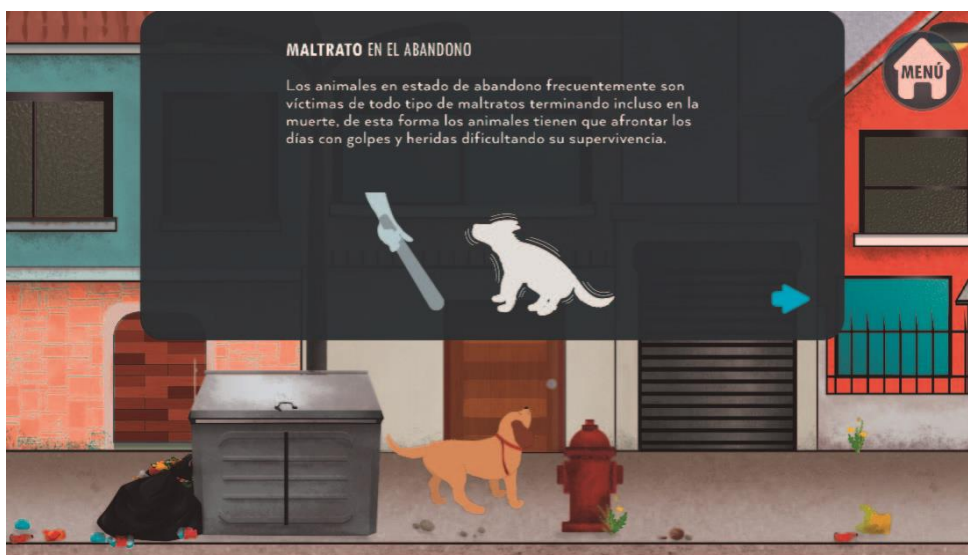 MALTRATO EN EL ABANDONO
MENÚ
Los animales en estado de abandono frecuentemente son
víctimas de todo tipo de maltratos terminando incluso en la
muerte, de esta forma los animales tienen que afrontar los
días con golpes y heridas dificultando su supervivencia.